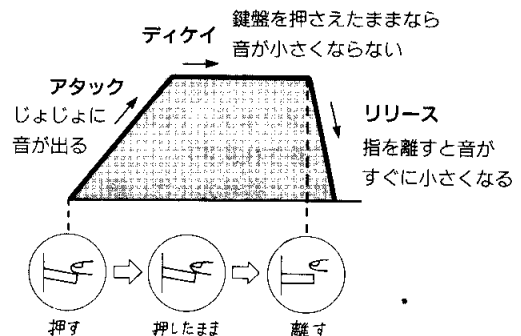 ディケイ
鍵盤を押さえたままなら
音が小さくならない
アタック
じょじょに
音が出る
リリース
指を離すと音が
すぐに小さくなる
押す
押したまま
離す